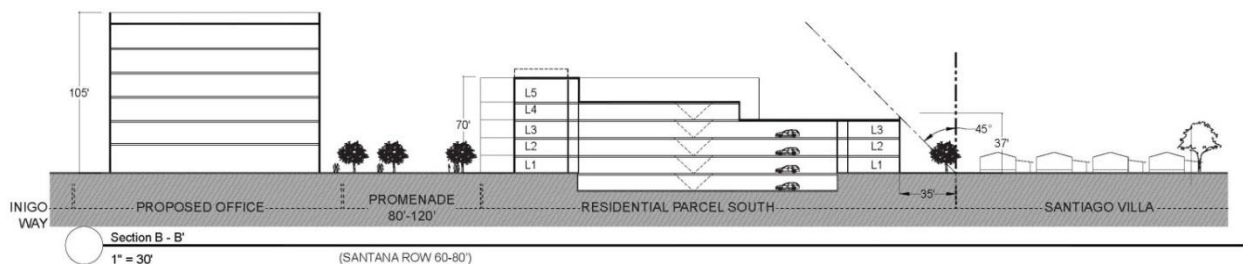 105'
70'
L5
L4
L3
L2
L1
L3
L2
L1
45°
37'
35'
INIGO
WAY
PROPOSED OFFICE
PROMENADE
80'-120'
RESIDENTIAL PARCEL SOUTH
SANTIAGO VILLA
Section B - B'
1" = 30'
(SANTANA ROW 60-80')